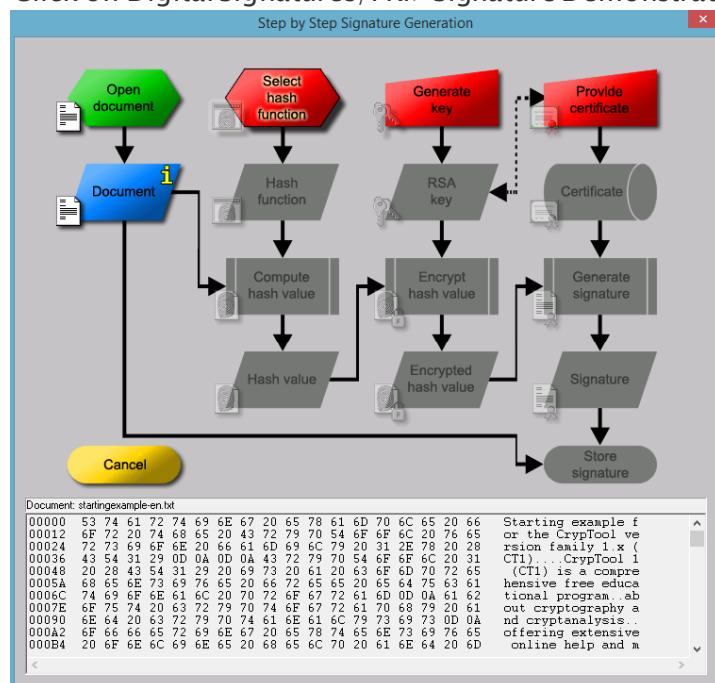 Click on Digital Signatures/PKI> Signature Demonstrat
Step by Step Signature Generation
Open
document
Select
hash
function
Generate
key
Provide
certificate
Document
i
Hash
function
RSA
key
Certificate
Compute
hash value
Encrypt
hash value
Generate
signature
Hash value
Encrypted
hash value
Signature
Cancel
Store
signature
Document: startingexample-en.txt
00000 53 74 61 72 74 69 6E 67 20 65 78 61 6D 70 6C 65 20 66 Starting example f
00012 6F 72 20 74 68 65 20 43 72 79 70 54 6F 6F 6C 20 76 65 or the CrypTool ve
00024 72 73 69 6F 6E 20 66 61 6D 69 6C 79 20 31 2E 78 20 28 rsion family 1.x (
00036 43 54 31 29 0D 0A 0D 0A 43 72 79 70 54 6F 6F 6C 20 31 CT1)....CrypTool 1
00048 20 28 43 54 31 29 20 69 73 20 61 20 63 6F 6D 70 72 65 (CT1) is a compre
0005A 68 65 6E 73 69 76 65 20 66 72 65 65 20 65 64 75 63 61 hensive free educa
0006C 74 69 6F 6E 61 6C 20 70 72 6F 67 72 61 6D 0D 0A 61 62 tional program..ab
0007E 6F 75 74 20 63 72 79 70 74 6F 67 72 61 70 68 79 20 61 out cryptography a
00090 6E 64 20 63 72 79 70 74 61 6E 61 6C 79 73 69 73 0D 0A nd cryptanalysis..
000A2 6F 66 66 65 72 69 6E 67 20 65 78 74 65 6E 73 69 76 65 offering extensive
000B4 20 6F 6E 6C 69 6E 65 20 68 65 6C 70 20 61 6E 64 20 6D online help and m